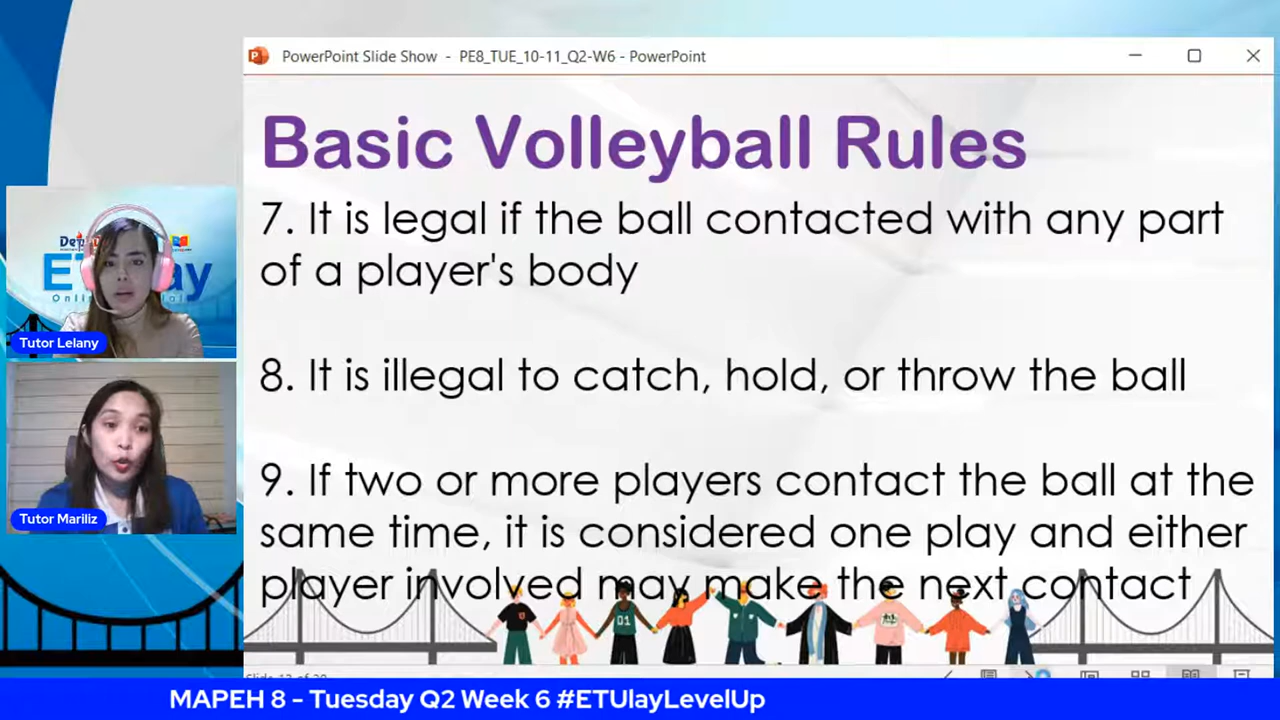 PowerPoint Slide Show - PE8_TUE_10-11_Q2-W6 - PowerPoint
Basic Volleyball Rules
7. It is legal if the ball contacted with any part
of a player's body
8. It is illegal to catch, hold, or throw the ball
9. If two or more players contact the ball at the
same time, it is considered one play and either
player involved may make the next contact
01
Tutor Lelany
Tutor Mariliz
MAPEH 8 - Tuesday Q2 Week 6 #ETUlayLevelUp